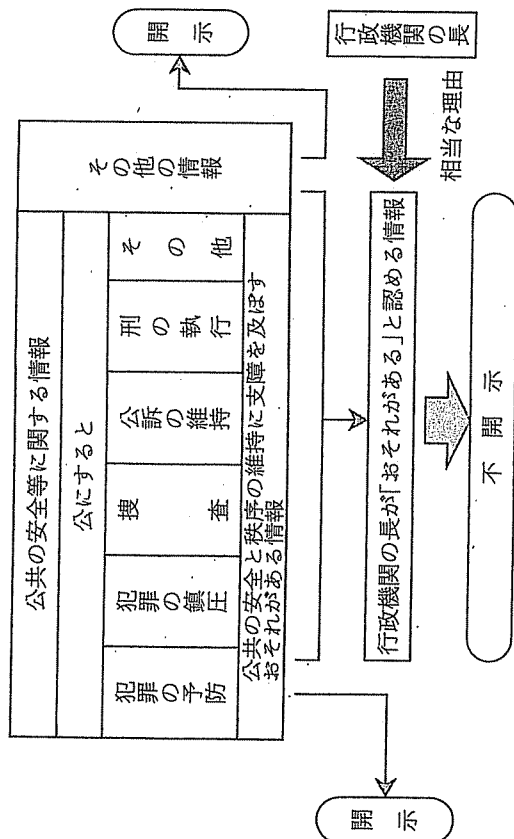 公共の安全等に関する情報
公にすると
犯罪の予防
犯罪の鎮圧
捜査
公訴の維持
刑の執行
その他
その他の情報
公共の安全と秩序の維持に支障を及ぼす
おそれがある情報
開示
開示
行政機関の長
相当な理由
行政機関の長が「おそれがある」と認める情報
不開示